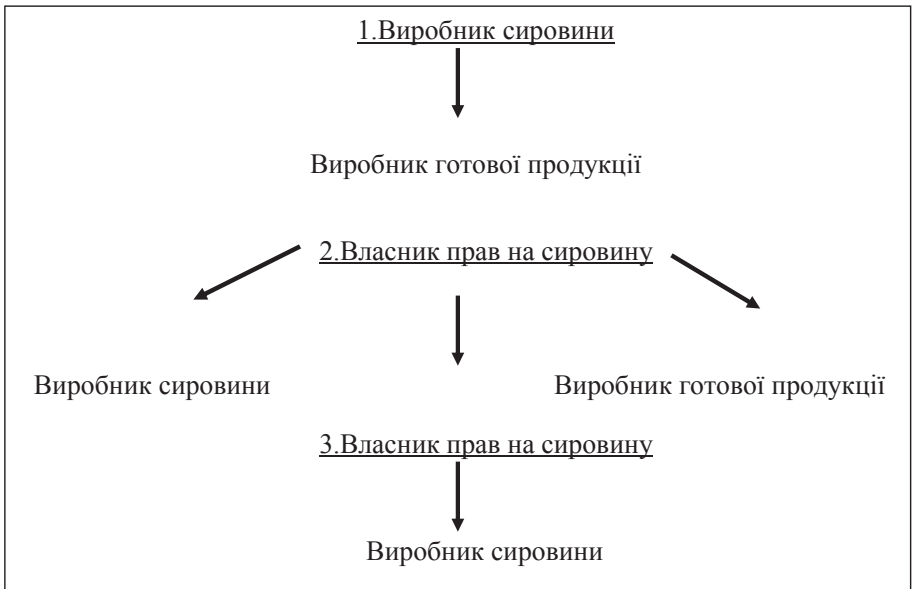 1.Виробник сировини
Виробник готової продукції
2.Власник прав на сировину
Виробник сировини
Виробник готової продукції
3.Власник прав на сировину
Виробник сировини